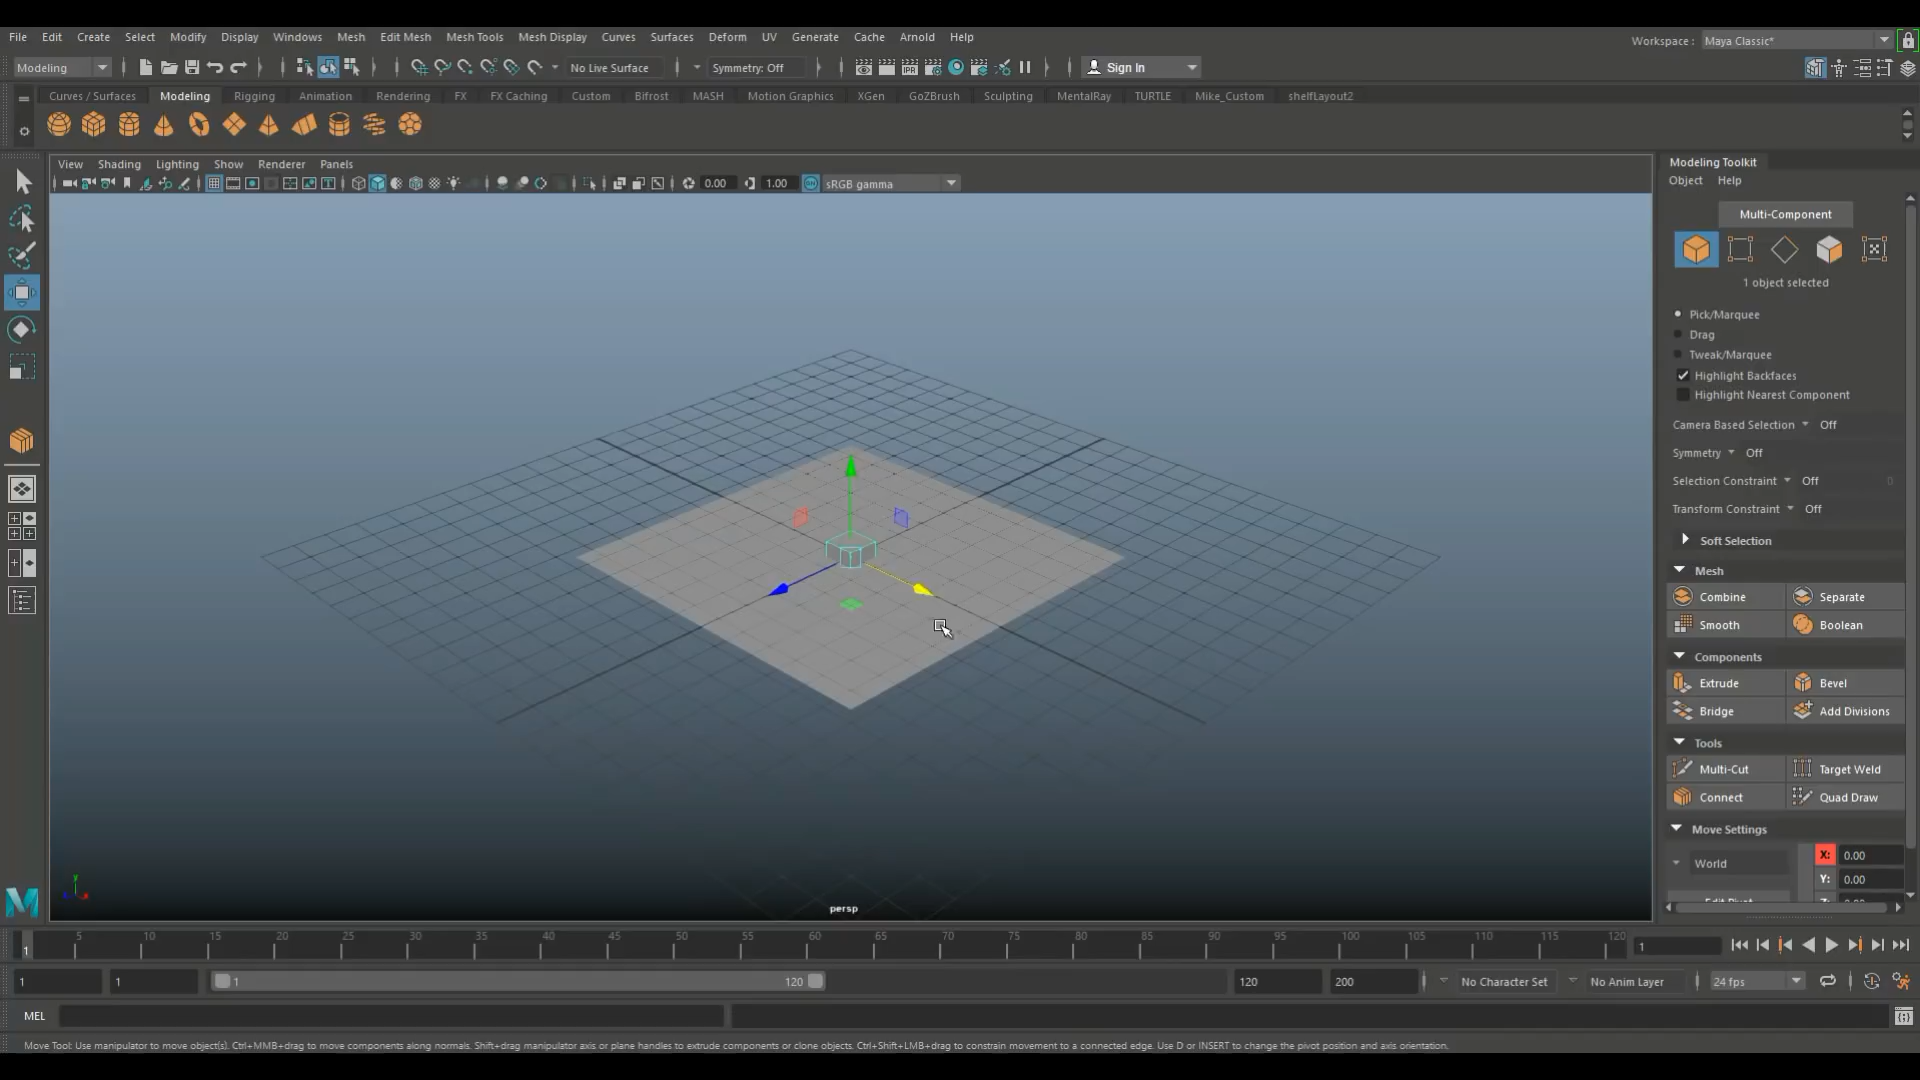 File Edit Create Select Modify Display Windows Mesh Edit Mesh Mesh Tools Mesh Display Curves Surfaces Deform UV Generate Cache Arnold Help
Workspace : Maya Classic*
Modeling No Live Surface Symmetry: Off IPR Sign In
Curves / Surfaces Modeling Rigging Animation Rendering FX FX Caching Custom Bifrost MASH Motion Graphics XGen GoZBrush Sculpting MentalRay TURTLE Mike_Custom shelfLayout2
View Shading Lighting Show Renderer Panels
0.00 1.00 sRGB gamma
Modeling Toolkit
Object Help
Multi-Component
1 object selected
Pick/Marquee
Drag
Tweak/Marquee
Highlight Backfaces
Highlight Nearest Component
Camera Based Selection Off
Symmetry Off
Selection Constraint Off 0
Transform Constraint Off
Soft Selection
Mesh
Combine Separate
Smooth Boolean
Components
Extrude Bevel
Bridge Add Divisions
Tools
Multi-Cut Target Weld
Connect Quad Draw
Move Settings
World X: 0.00
Y: 0.00
y
persp
1 5 10 15 20 25 30 35 40 45 50 55 60 65 70 75 80 85 90 95 100 105 110 115 120 1
1 1 1 120 120 200 No Character Set No Anim Layer 24 fps
MEL
Move Tool: Use manipulator to move object(s). Ctrl+MMB+drag to move components along normals. Shift+drag manipulator axis or plane handles to extrude components or clone objects. Ctrl+Shift+LMB+drag to constrain movement to a connected edge. Use D or INSERT to change the pivot position and axis orientation.